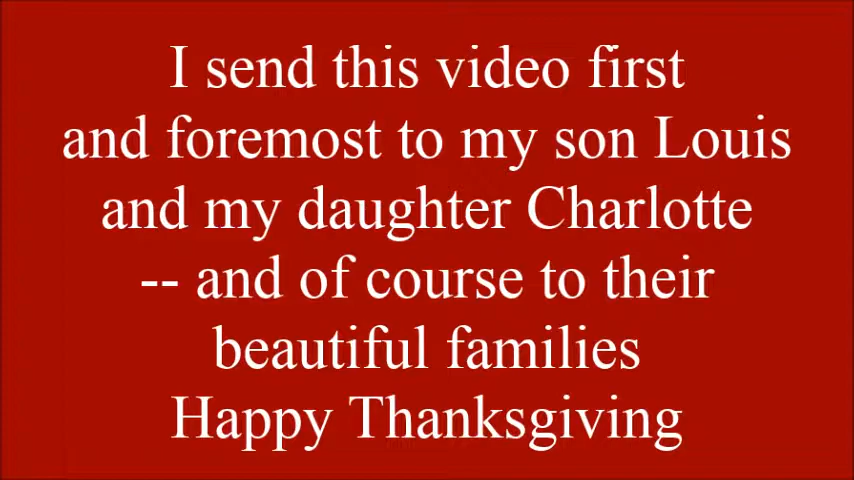 I send this video first
and foremost to my son Louis
and my daughter Charlotte
-- and of course to their
beautiful families
Happy Thanksgiving